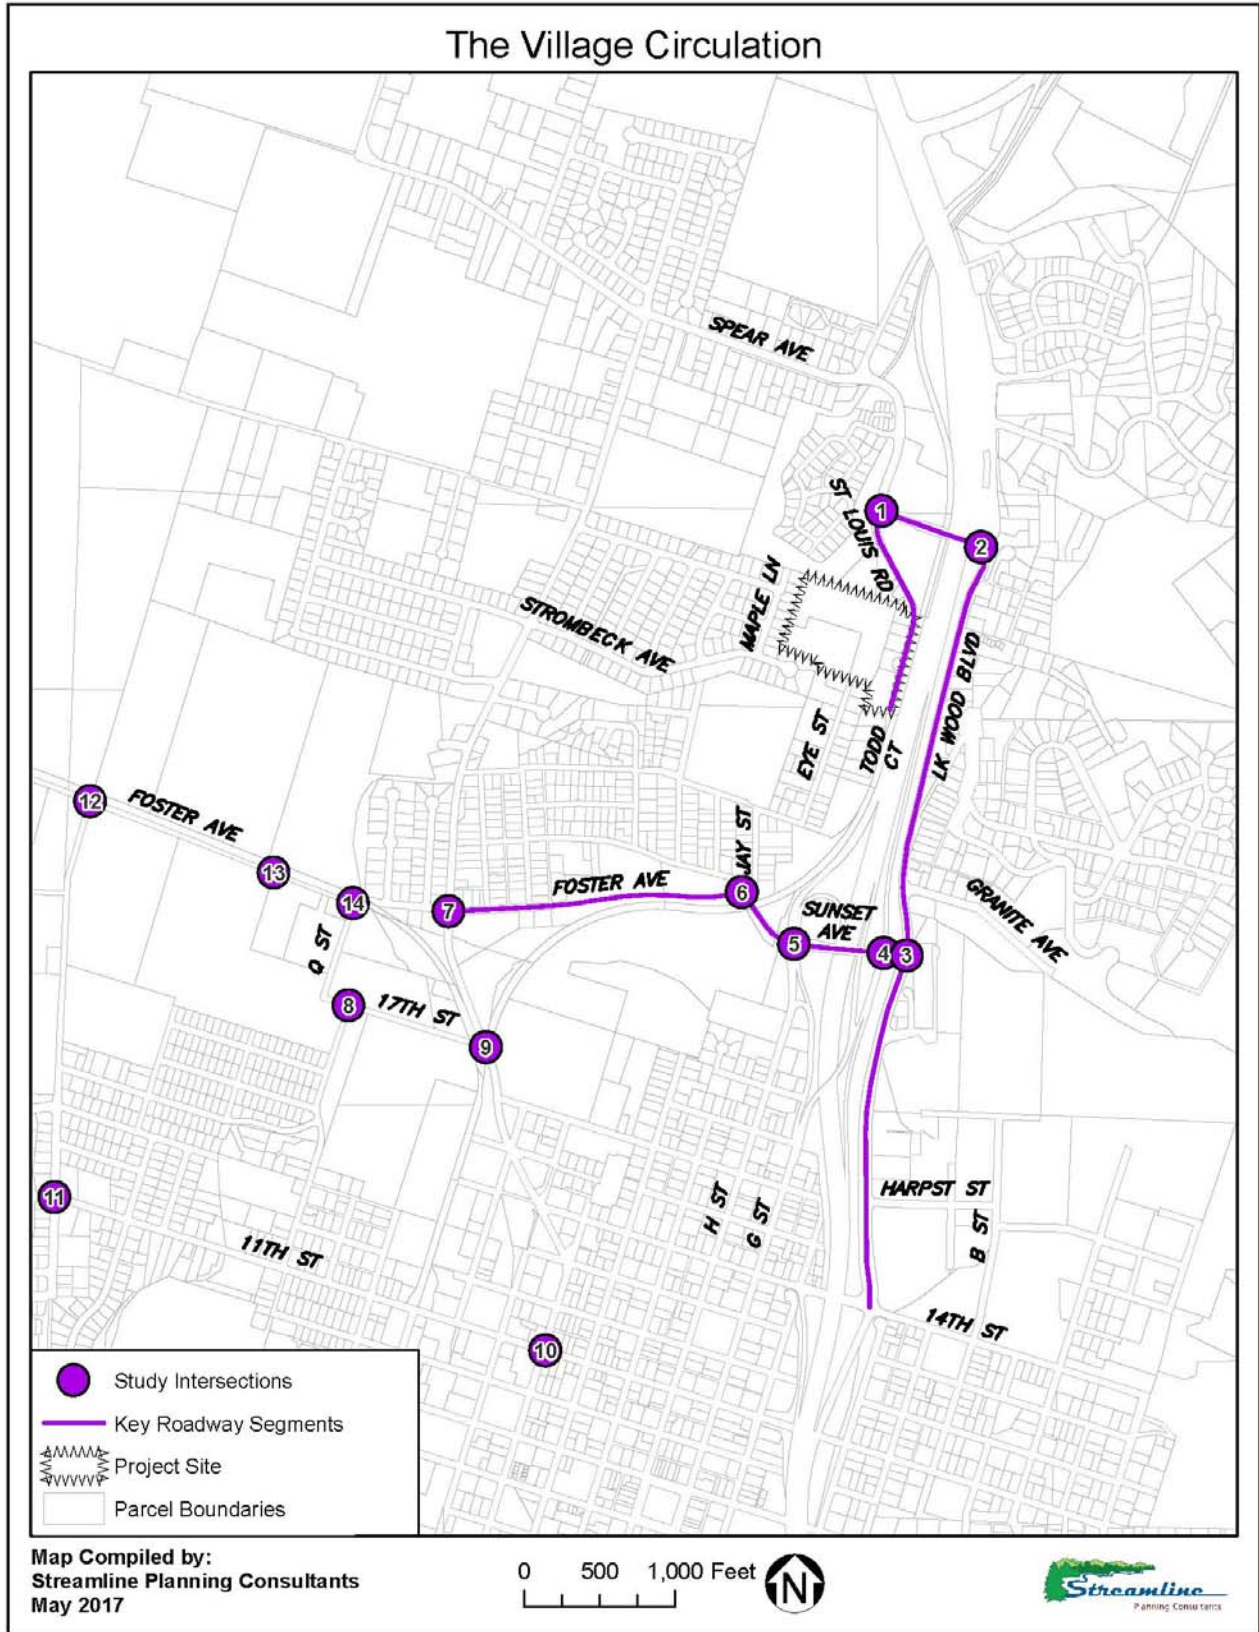 The Village Circulation
SPEAR AVE
ST LOUIS RD
1
2
MAPLE LN
STROMBECK AVE
LK WOOD BLVD
EYE ST
TODD
CT
12
FOSTER AVE
13
14
JAY ST
6
FOSTER AVE
7
SUNSET
AVE
GRANITE AVE
5
4
3
Q ST
8
17TH ST
9
HARPST ST
H ST
G ST
B ST
11
11TH ST
14TH ST
10
Study Intersections
Key Roadway Segments
Project Site
Parcel Boundaries
Map Compiled by:
Streamline Planning Consultants
May 2017
0 500 1,000 Feet
N
Streamline
Planning Consultants